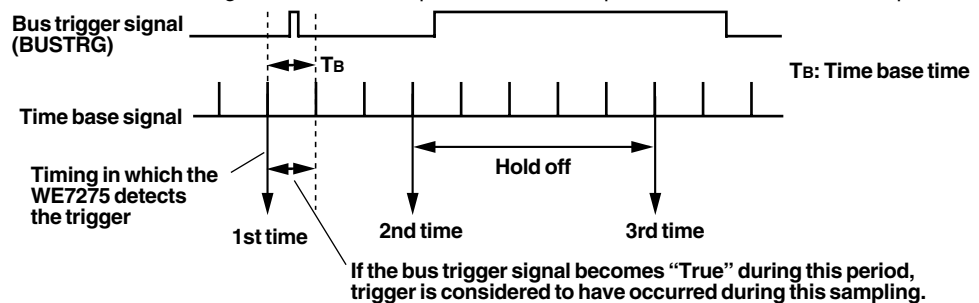 Bus trigger signal
(BUSTRG)
TB
TB: Time base time
Time base signal
Timing in which the
WE7275 detects
the trigger
Hold off
1st time
2nd time
3rd time
If the bus trigger signal becomes “True” during this period,
trigger is considered to have occurred during this sampling.